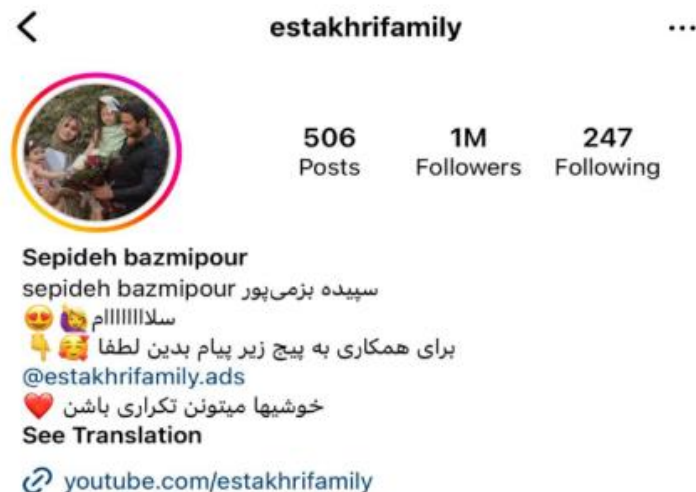 estakhrifamily
506 1M 247
Posts Followers Following
Sepideh bazmipour
sepideh bazmipour سپیده بزمی‌پور
سلااااااام 🙋‍♀️😍
برای همکاری به پیج زیر پیام بدین لطفا 🥰👇
@estakhrifamily.ads
خوشیها میتونن تکراری باشن ❤️
See Translation
youtube.com/estakhrifamily